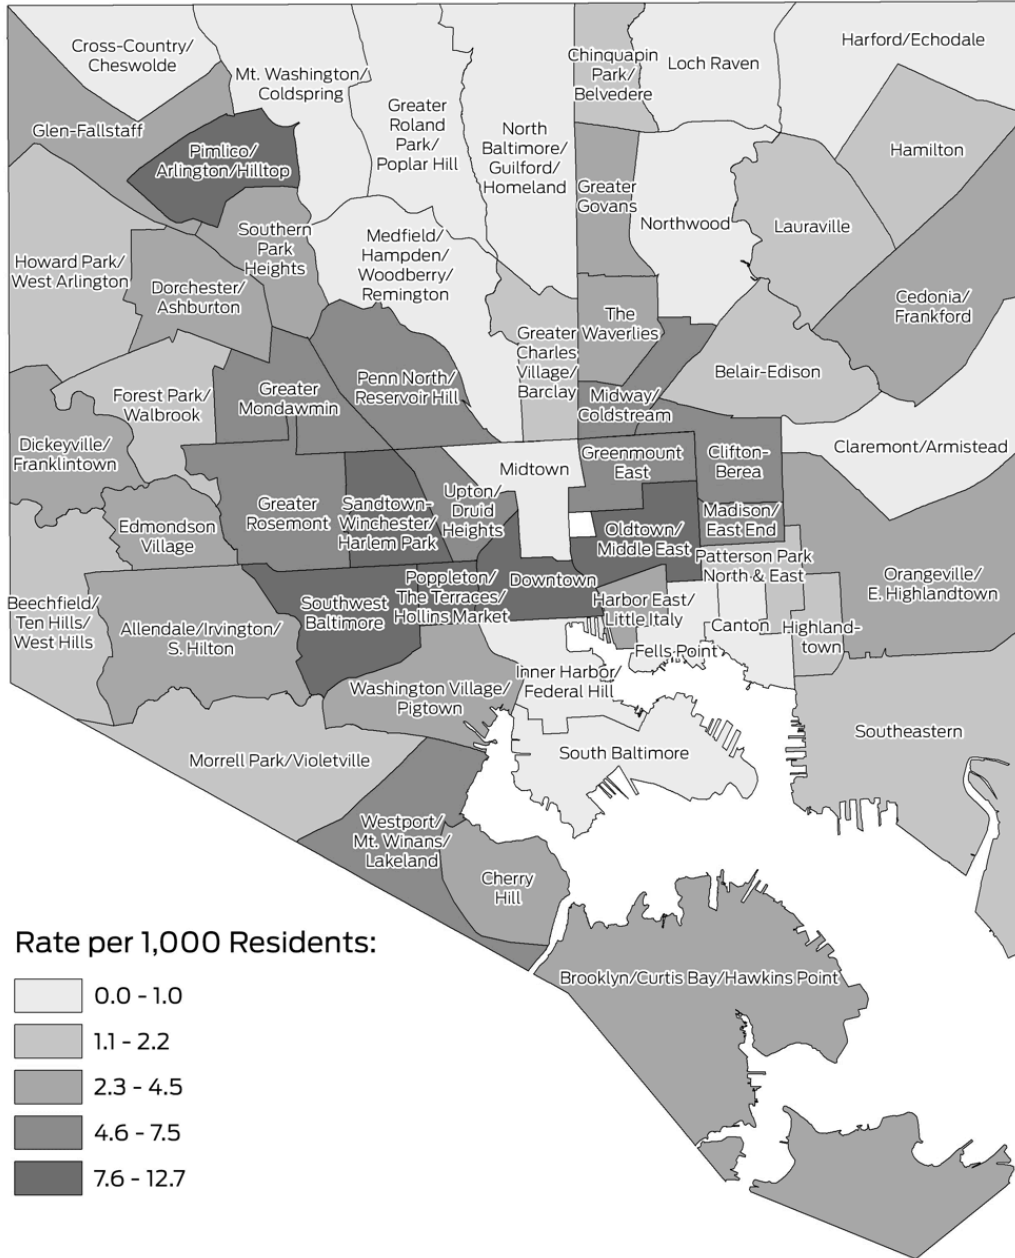 Cross-Country/
Cheswolde
Mt. Washington/
Coldspring
Greater
Roland
Park/
Poplar Hill
North
Baltimore/
Guilford/
Homeland
Chinquapin
Park/
Belvedere
Loch Raven
Harford/Echodale
Glen-Fallstaff
Pimlico/
Arlington/Hilltop
Hamilton
Greater
Govans
Northwood
Lauraville
Southern
Park
Heights
Medfield/
Hampden/
Woodberry/
Remington
Howard Park/
West Arlington
Dorchester/
Ashburton
Cedonia/
Frankford
The
Waverlies
Greater
Charles
Village/
Barclay
Belair-Edison
Forest Park/
Walbrook
Greater
Mondawmin
Penn North/
Reservoir Hill
Midway/
Coldstream
Dickeyville/
Franklintown
Midtown
Greenmount
East
Clifton-
Berea
Claremont/Armistead
Edmondson
Village
Greater
Rosemont
Sandtown-
Winchester/
Harlem Park
Upton/
Druid
Heights
Oldtown/
Middle East
Madison/
East End
Patterson Park
North & East
Orangeville/
E. Highlandtown
Beechfield/
Ten Hills/
West Hills
Allendale/Irvington/
S. Hilton
Southwest
Baltimore
Poppleton/
The Terraces/
Hollins Market
Downtown
Harbor East/
Little Italy
Canton
Highland-
town
Fells Point
Washington Village/
Pigtown
Inner Harbor/
Federal Hill
Southeastern
Morrell Park/Violetville
South Baltimore
Westport/
Mt. Winans/
Lakeland
Cherry
Hill
Brooklyn/Curtis Bay/Hawkins Point
Rate per 1,000 Residents:
0.0 - 1.0
1.1 - 2.2
2.3 - 4.5
4.6 - 7.5
7.6 - 12.7